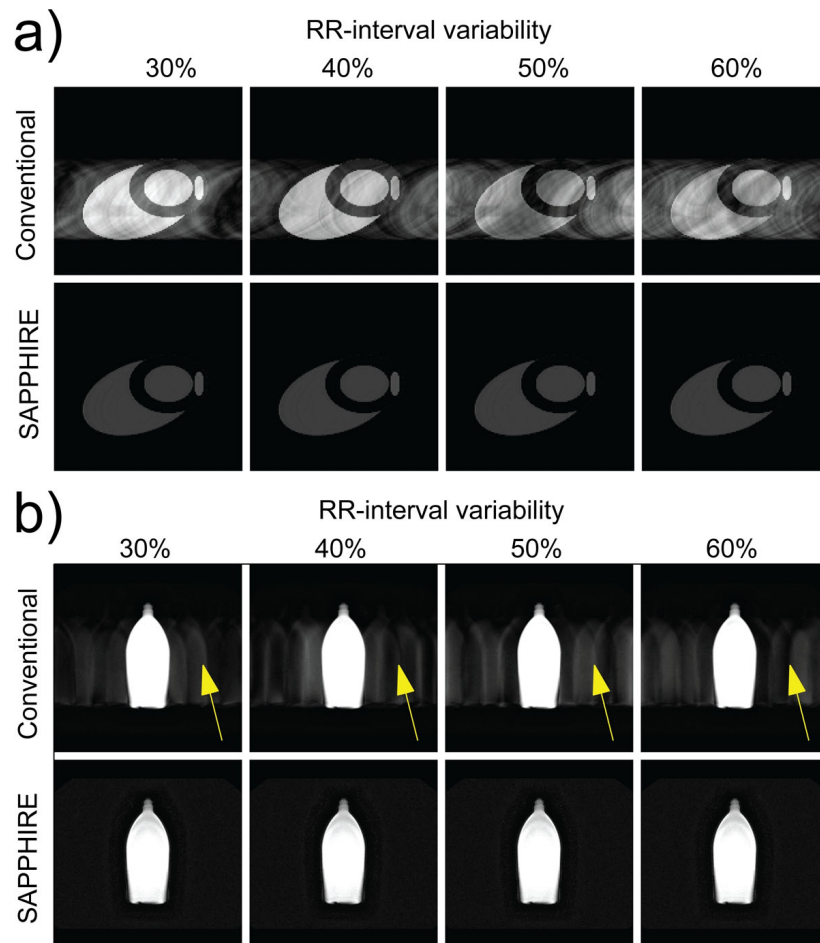 a)
RR-interval variability
30% 40% 50% 60%
Conventional
SAPPHIRE
b)
RR-interval variability
30% 40% 50% 60%
Conventional
SAPPHIRE